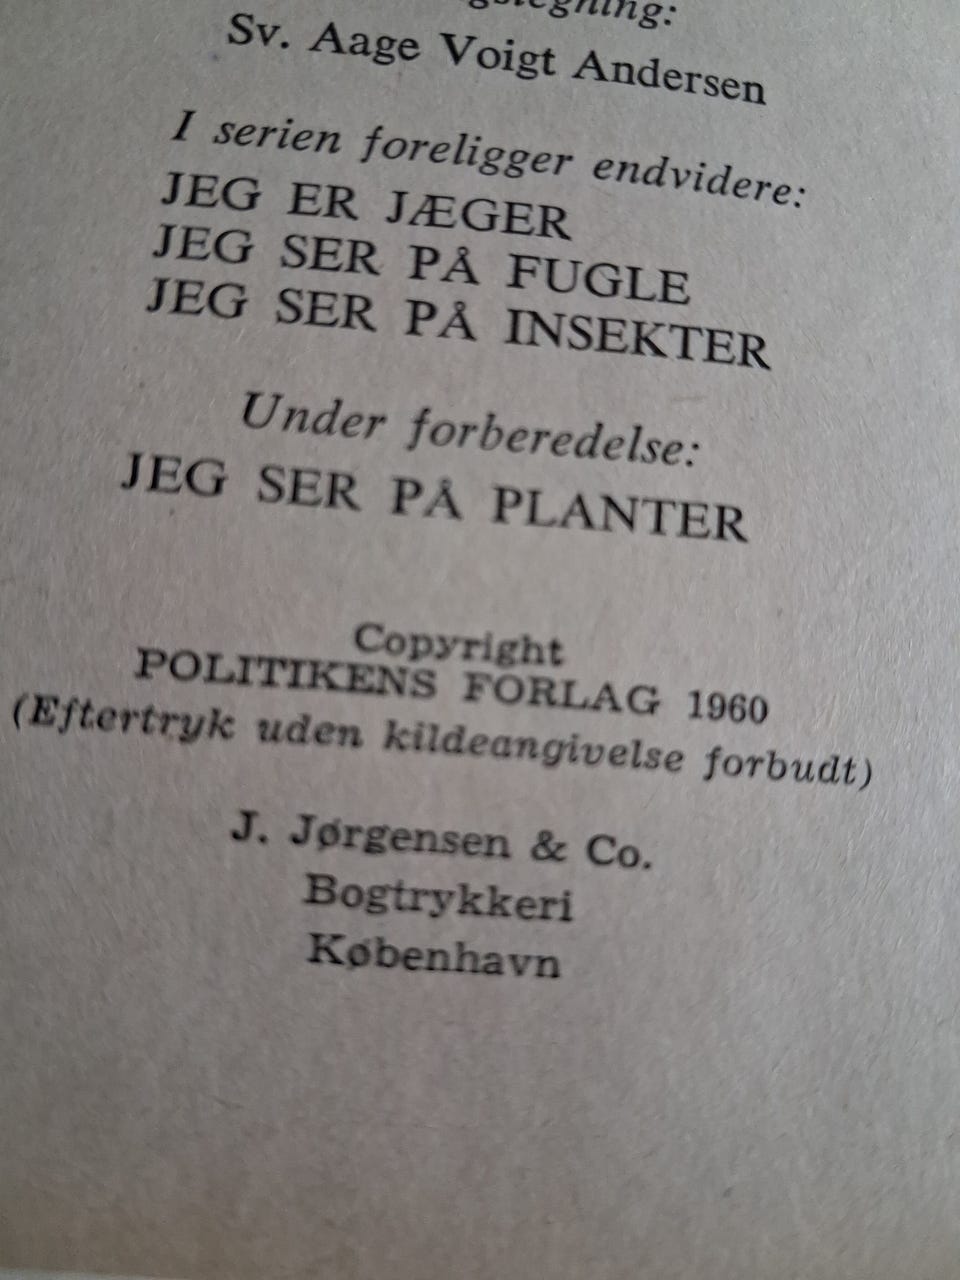 Sv. Aage Voigt Andersen
I serien foreligger endvidere:
JEG ER JÆGER
JEG SER PÅ FUGLE
JEG SER PÅ INSEKTER
Under forberedelse:
JEG SER PÅ PLANTER
Copyright
POLITIKENS FORLAG 1960
(Eftertryk uden kildeangivelse forbudt)
J. Jørgensen & Co.
Bogtrykkeri
København